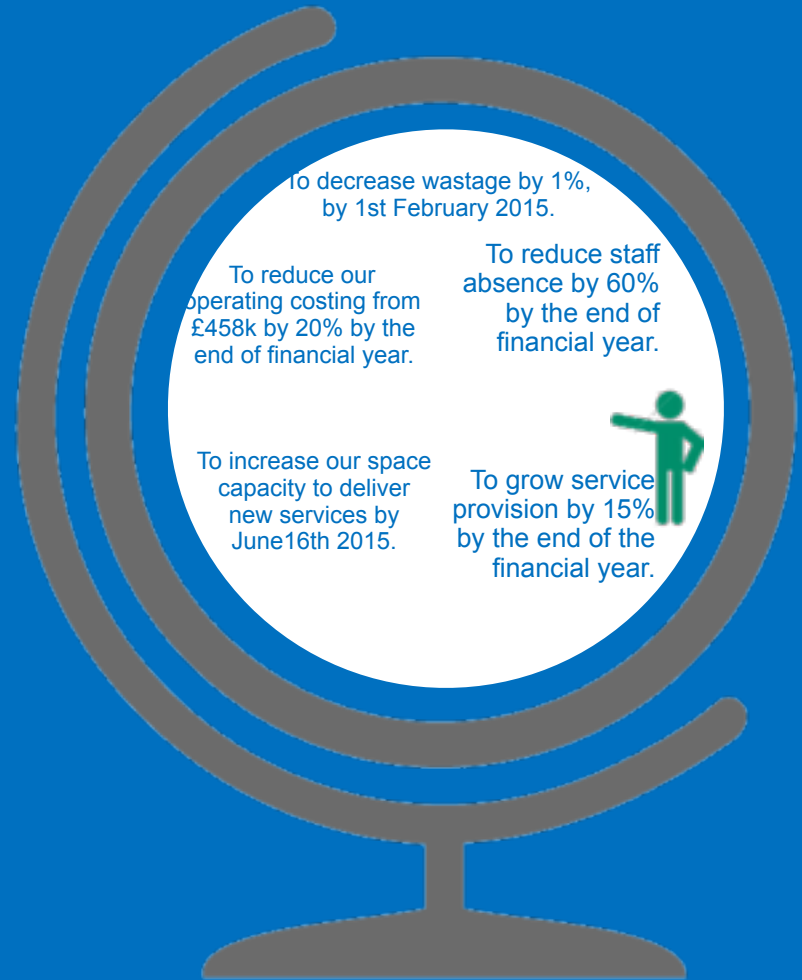 To decrease wastage by 1%,
by 1st February 2015.
To reduce our
operating costing from
£458k by 20% by the
end of financial year.
To reduce staff
absence by 60%
by the end of
financial year.
To increase our space
capacity to deliver
new services by
June16th 2015.
To grow service
provision by 15%
by the end of the
financial year.